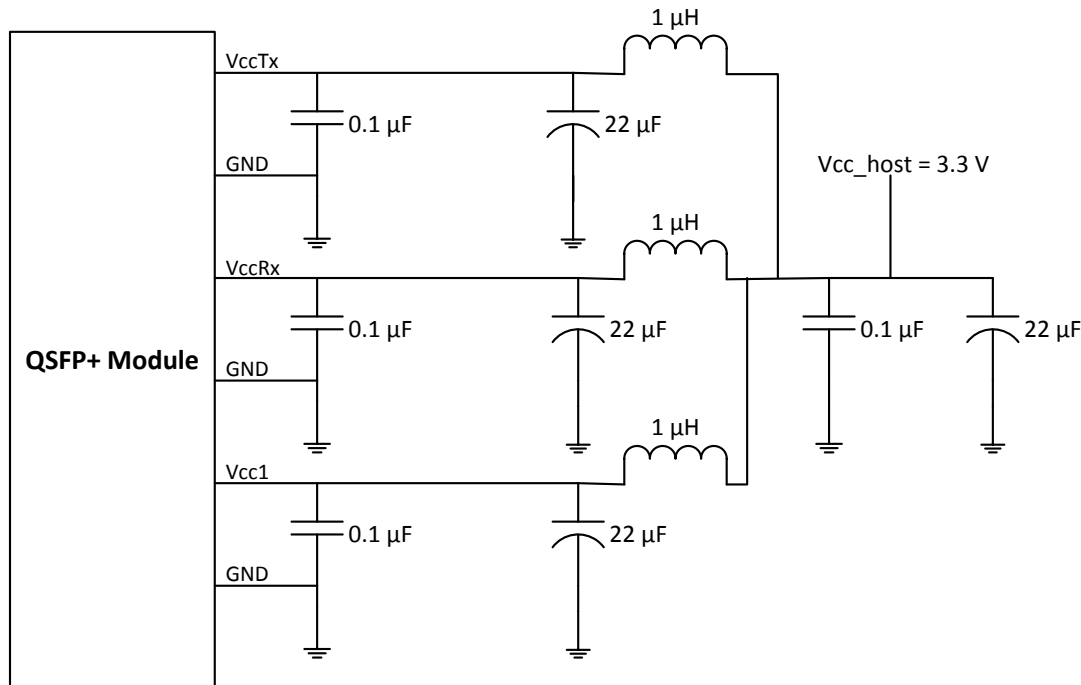 1 µH
VccTx
0.1 µF
22 µF
GND
Vcc_host = 3.3 V
1 µH
VccRx
0.1 µF
22 µF
0.1 µF
22 µF
QSFP+ Module
GND
1 µH
Vcc1
0.1 µF
22 µF
GND